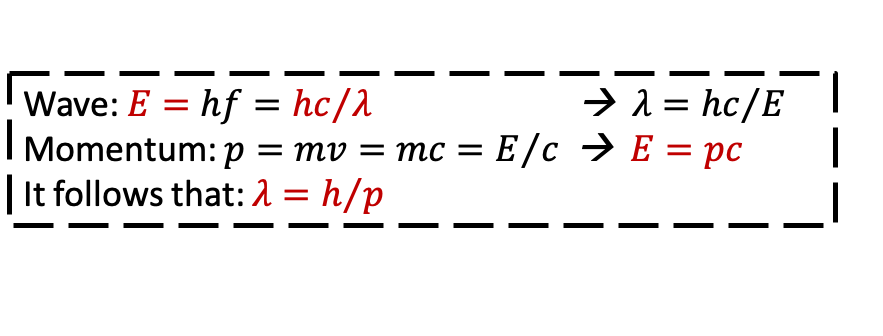 Wave: E = hf = hc/λ → λ = hc/E
Momentum: p = mv = mc = E/c → E = pc
It follows that: λ = h/p